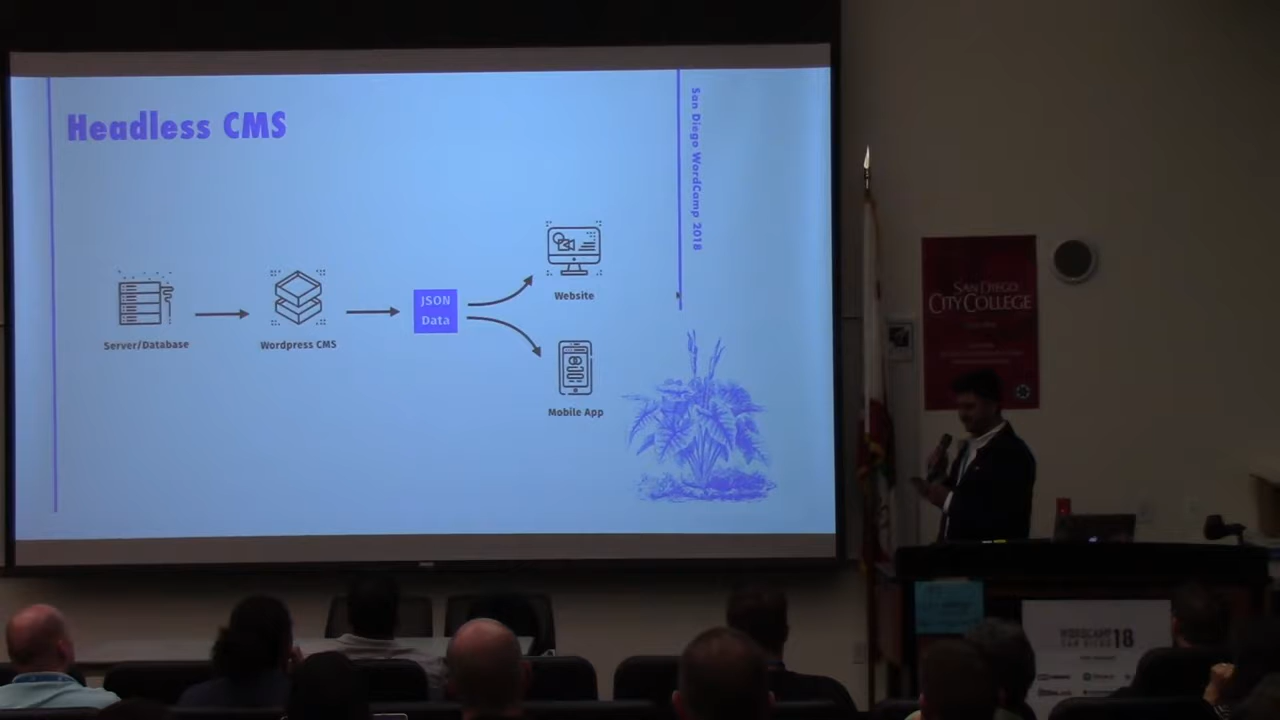 Headless CMS
San Diego WordCamp 2018
Server/Database
Wordpress CMS
JSON
Data
Website
Mobile App
SAN DIEGO
CITY COLLEGE
WORDCAMP
SAN DIEGO
18